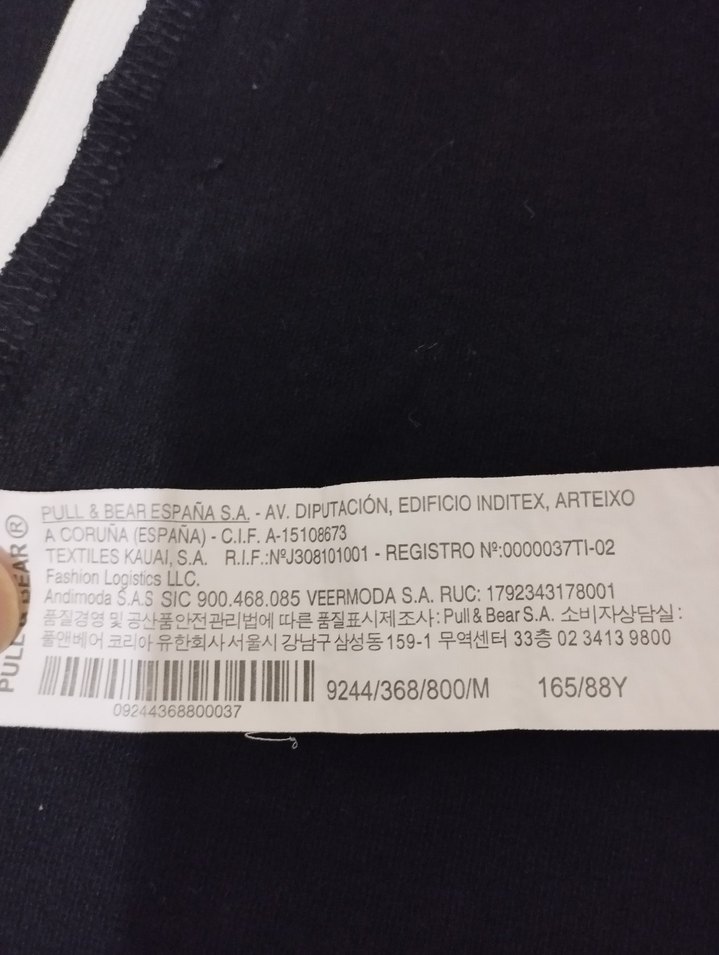 PULL & BEAR®
PULL & BEAR ESPAÑA S.A. - AV. DIPUTACIÓN, EDIFICIO INDITEX, ARTEIXO
A CORUÑA (ESPAÑA) - C.I.F. A-15108673
TEXTILES KAUAI, S.A. R.I.F.:NºJ308101001 - REGISTRO Nº:0000037TI-02
Fashion Logistics LLC.
Andimoda S.A.S SIC 900.468.085 VEERMODA S.A. RUC: 1792343178001
품질경영 및 공산품안전관리법에 따른 품질표시제조사 : Pull & Bear S.A. 소비자상담실 :
풀앤베어 코리아 유한회사 서울시 강남구 삼성동 159-1 무역센터 33층 02 3413 9800
9244/368/800/M 165/88Y
09244368800037